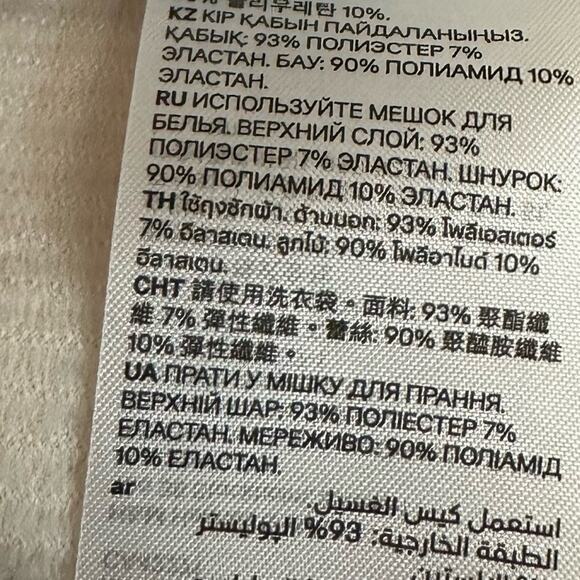 폴리우레탄 10%.
KZ КІР ҚАБЫН ПАЙДАЛАНЫҢЫЗ.
ҚАБЫҚ: 93% ПОЛИЭСТЕР 7%
ЭЛАСТАН. БАУ: 90% ПОЛИАМИД 10%
ЭЛАСТАН.
RU ИСПОЛЬЗУЙТЕ МЕШОК ДЛЯ
БЕЛЬЯ. ВЕРХНИЙ СЛОЙ: 93%
ПОЛИЭСТЕР 7% ЭЛАСТАН. ШНУРОК:
90% ПОЛИАМИД 10% ЭЛАСТАН.
TH ใช้ถุงซักผ้า. ด้านนอก: 93% โพลีเอสเตอร์
7% อีลาสเตน. ลูกไม้: 90% โพลีอาไมด์ 10%
อีลาสเตน.
CHT 請使用洗衣袋。面料: 93% 聚酯纖
維 7% 彈性纖維。蕾絲: 90% 聚醯胺纖維
10% 彈性纖維。
UA ПРАТИ У МІШКУ ДЛЯ ПРАННЯ.
ВЕРХНІЙ ШАР: 93% ПОЛІЕСТЕР 7%
ЕЛАСТАН. МЕРЕЖИВО: 90% ПОЛІАМІД
10% ЕЛАСТАН.
ar
استعمل كيس الغسيل
الطبقة الخارجية: 93% البوليستر